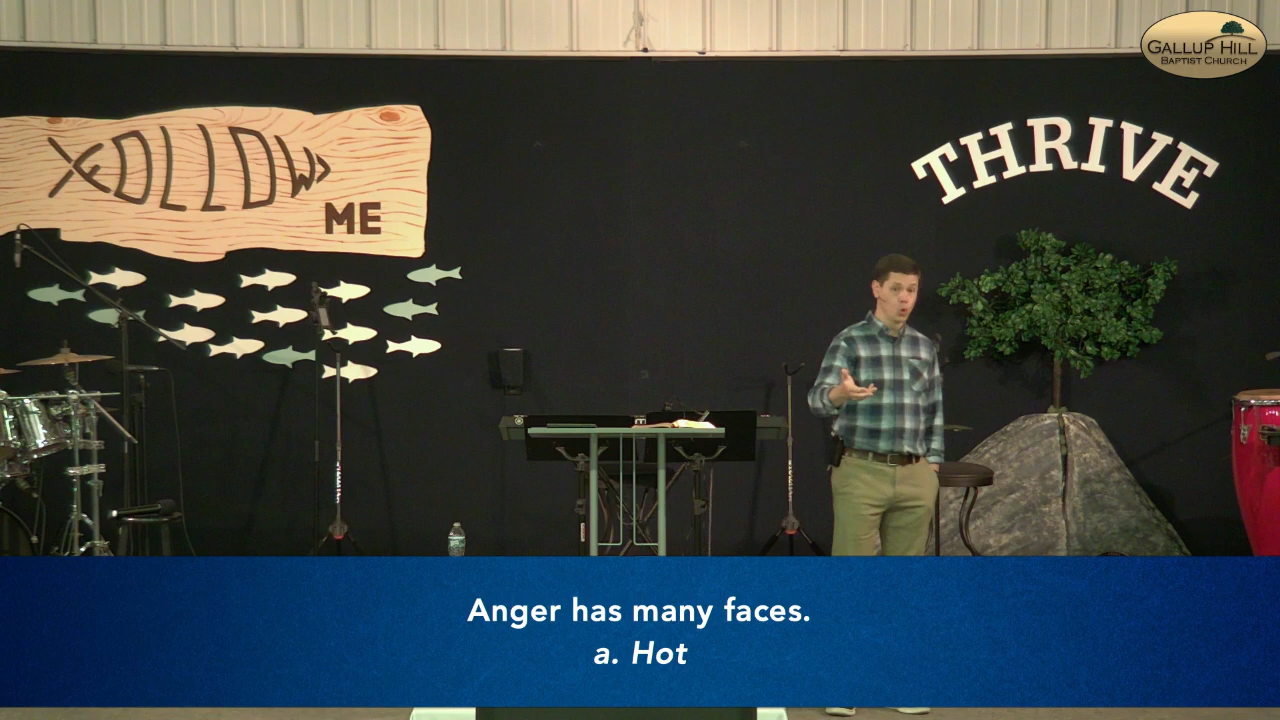 GALLUP HILL
BAPTIST CHURCH
FOLLOW
ME
THRIVE
Anger has many faces.
a. Hot